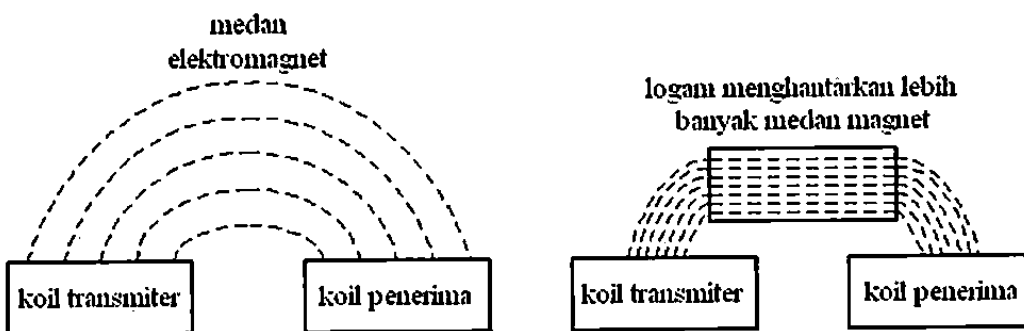 medan
elektromagnet
koil transmiter
koil penerima
logam menghantarkan lebih
banyak medan magnet
koil transmiter
koil penerima